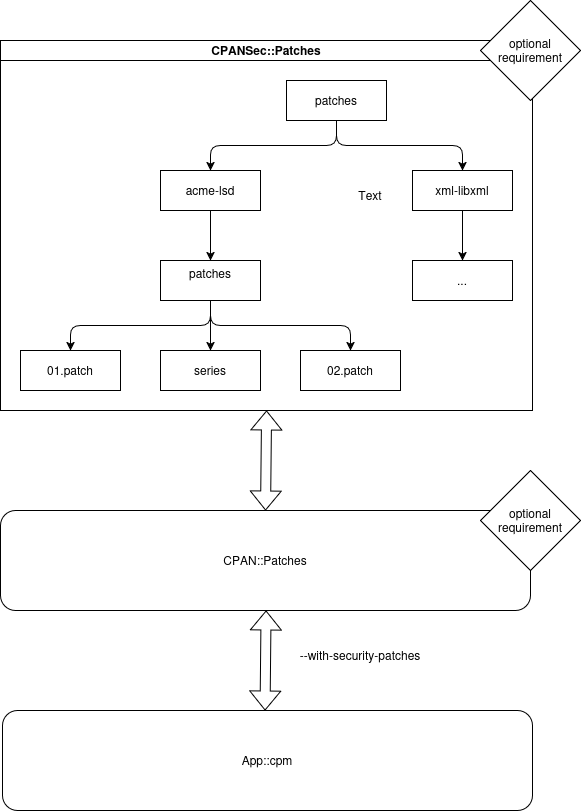 optional
requirement
CPANSec::Patches
patches
acme-lsd
Text
xml-libxml
patches
...
01.patch
series
02.patch
optional
requirement
CPAN::Patches
--with-security-patches
App::cpm